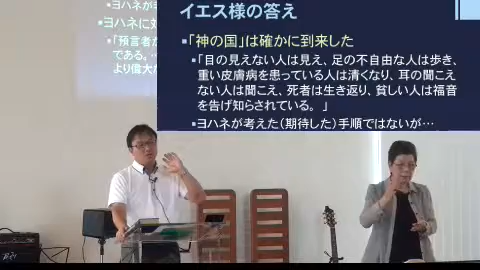 イエス様の答え
▪「神の国」は確かに到来した
▪「目の見えない人は見え、足の不自由な人は歩き、
重い皮膚病を患っている人は清くなり、耳の聞こえ
ない人は聞こえ、死者は生き返り、貧しい人は福音
を告げ知らされている。 」
▪ヨハネが考えた（期待した）手順ではないが…
▪ヨハネ
▪ヨハネに対
▪「預言者か
である。…
より偉大な